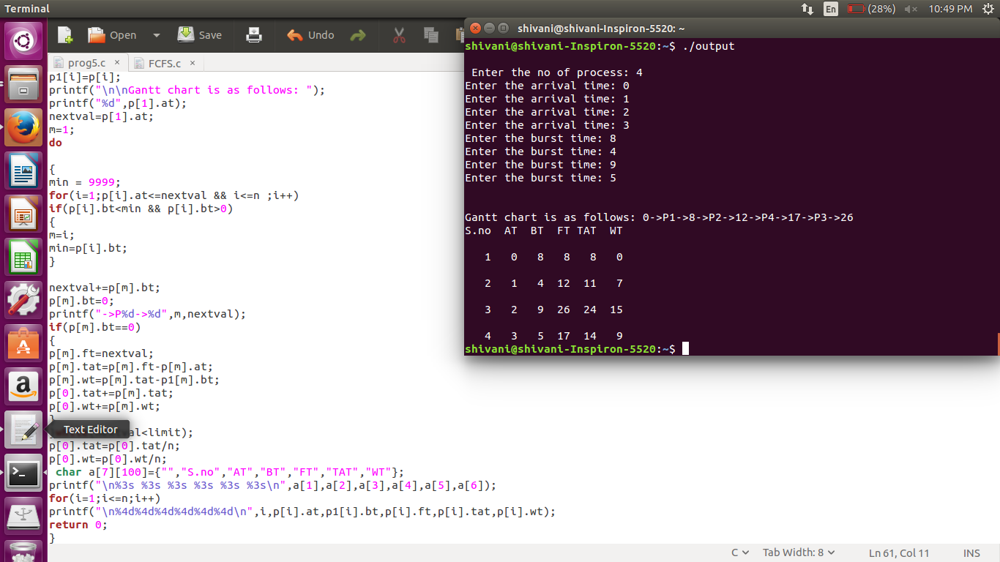 Terminal
En
(28%)
10:49 PM
Open
Save
Undo
prog5.c ×
FCFS.c ×
p1[i]=p[i];
printf("\n\nGantt chart is as follows: ");
printf("%d",p[1].at);
nextval=p[1].at;
m=1;
do
{
min = 9999;
for(i=1;p[i].at<=nextval && i<=n ;i++)
if(p[i].bt<min && p[i].bt>0)
{
m=i;
min=p[i].bt;
}
nextval+=p[m].bt;
p[m].bt=0;
printf("->P%d->%d",m,nextval);
if(p[m].bt==0)
{
p[m].ft=nextval;
p[m].tat=p[m].ft-p[m].at;
p[m].wt=p[m].tat-p1[m].bt;
p[0].tat+=p[m].tat;
p[0].wt+=p[m].wt;
al<limit);
p[0].tat=p[0].tat/n;
p[0].wt=p[0].wt/n;
char a[7][100]={"","S.no","AT","BT","FT","TAT","WT"};
printf("\n%3s %3s %3s %3s %3s %3s\n",a[1],a[2],a[3],a[4],a[5],a[6]);
for(i=1;i<=n;i++)
printf("\n%4d%4d%4d%4d%4d%4d\n",i,p[i].at,p1[i].bt,p[i].ft,p[i].tat,p[i].wt);
return 0;
}
Text Editor
a
C
Tab Width: 8
Ln 61, Col 11
INS
shivani@shivani-Inspiron-5520: ~
shivani@shivani-Inspiron-5520:~$ ./output
Enter the no of process: 4
Enter the arrival time: 0
Enter the arrival time: 1
Enter the arrival time: 2
Enter the arrival time: 3
Enter the burst time: 8
Enter the burst time: 4
Enter the burst time: 9
Enter the burst time: 5
Gantt chart is as follows: 0->P1->8->P2->12->P4->17->P3->26
S.no AT BT FT TAT WT
1 0 8 8 8 0
2 1 4 12 11 7
3 2 9 26 24 15
4 3 5 17 14 9
shivani@shivani-Inspiron-5520:~$